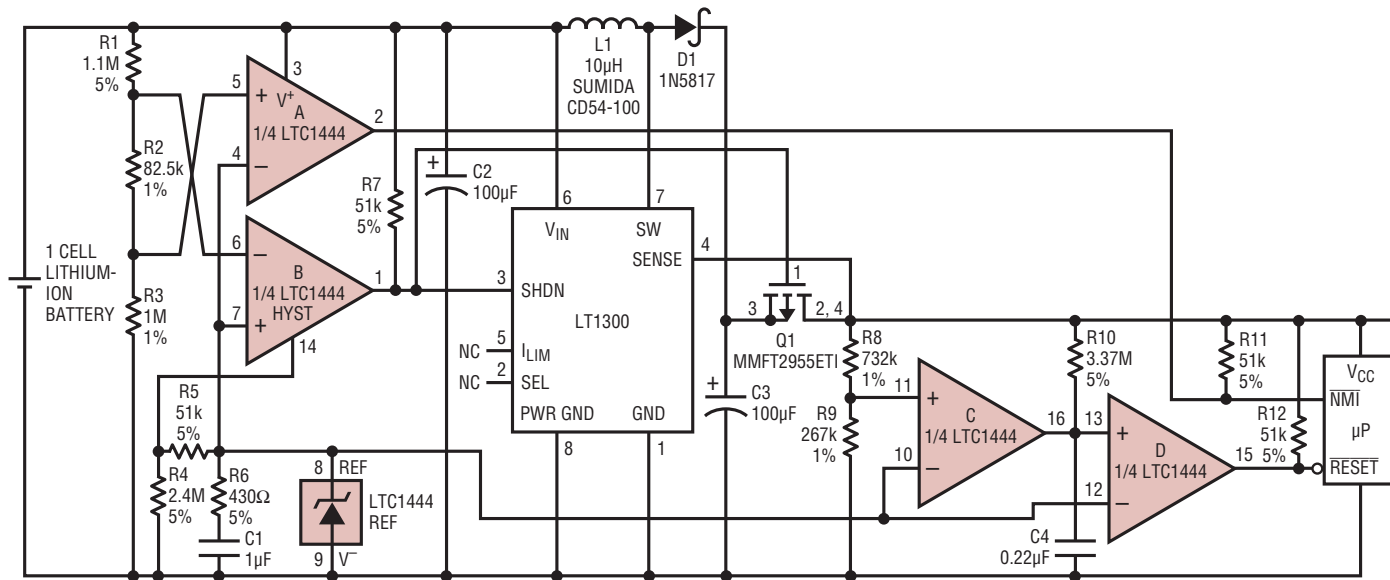 R1
1.1M
5%
R2
82.5k
1%
R3
1M
1%
1 CELL
LITHIUM-
ION
BATTERY
5
4
3
2
+
V+
A
1/4 LTC1444
–
6
7
1
14
–
B
1/4 LTC1444
HYST
+
R5
51k
5%
R4
2.4M
5%
R6
430Ω
5%
C1
1µF
8 REF
LTC1444
REF
9 V–
R7
51k
5%
+
C2
100µF
L1
10µH
SUMIDA
CD54-100
D1
1N5817
6
7
VIN
SW
4
SENSE
3
SHDN
LT1300
NC
5
ILIM
NC
2
SEL
PWR GND
GND
8
1
1
3
2, 4
Q1
MMFT2955ETI
+
C3
100µF
R8
732k
1%
R9
267k
1%
11
+
C
1/4 LTC1444
10
–
16
R10
3.37M
5%
13
+
D
1/4 LTC1444
12
–
15
C4
0.22µF
R11
51k
5%
R12
51k
5%
VCC
NMI
µP
RESET